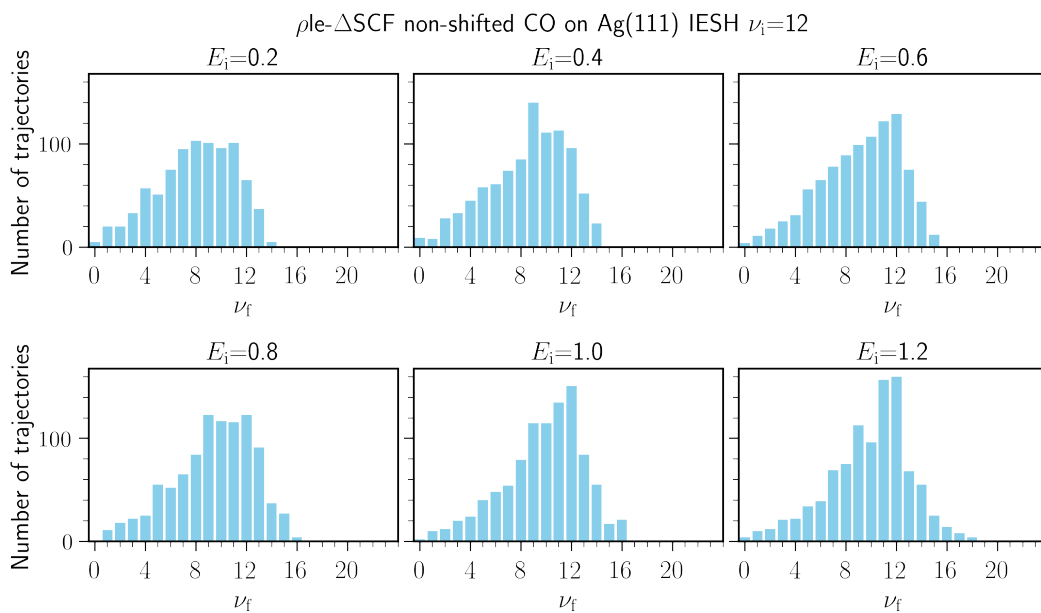 ρle-ΔSCF non-shifted CO on Ag(111) IESH νi=12
Ei=0.2
Ei=0.4
Ei=0.6
Number of trajectories
100
0
0 4 8 12 16 20
0 4 8 12 16 20
0 4 8 12 16 20
νf
νf
νf
Ei=0.8
Ei=1.0
Ei=1.2
Number of trajectories
100
0
0 4 8 12 16 20
0 4 8 12 16 20
0 4 8 12 16 20
νf
νf
νf